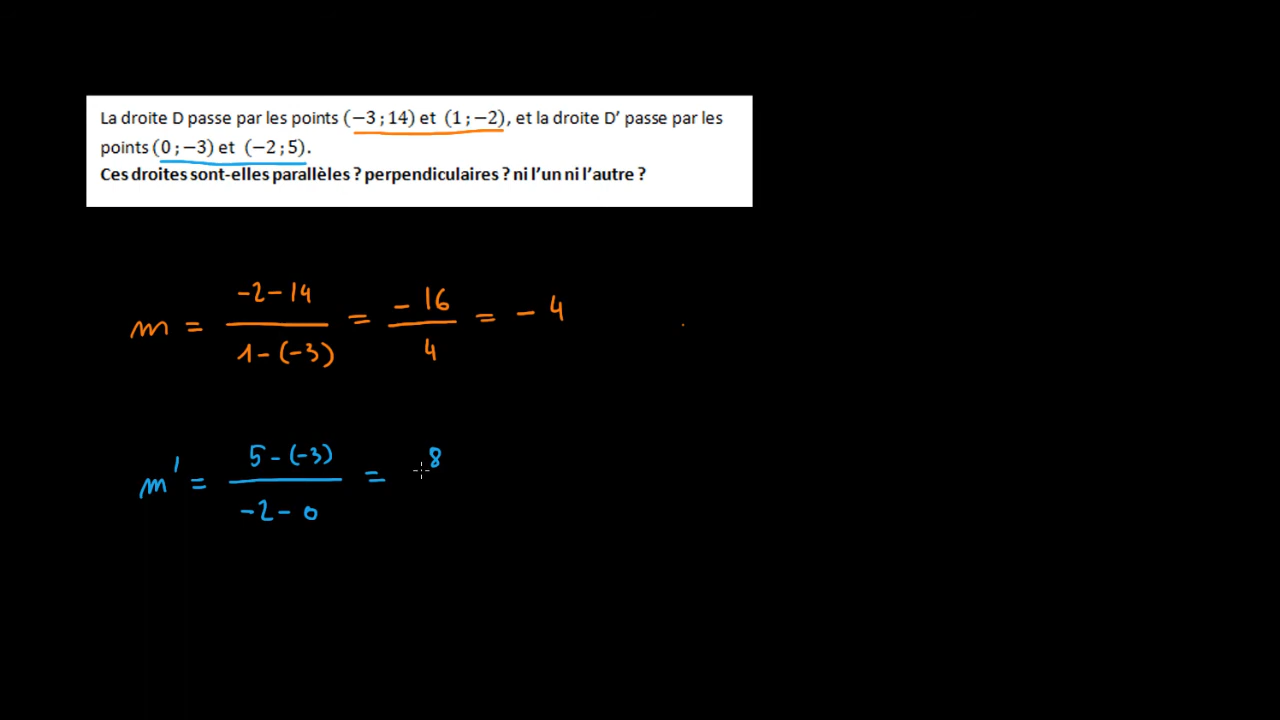 La droite D passe par les points (−3 ; 14) et (1 ; −2), et la droite D’ passe par les
points (0 ; −3) et (−2 ; 5).
Ces droites sont-elles parallèles ? perpendiculaires ? ni l’un ni l’autre ?
m = (-2-14)/(1-(-3)) = -16/4 = -4
m' = (5-(-3))/(-2-0) = 8